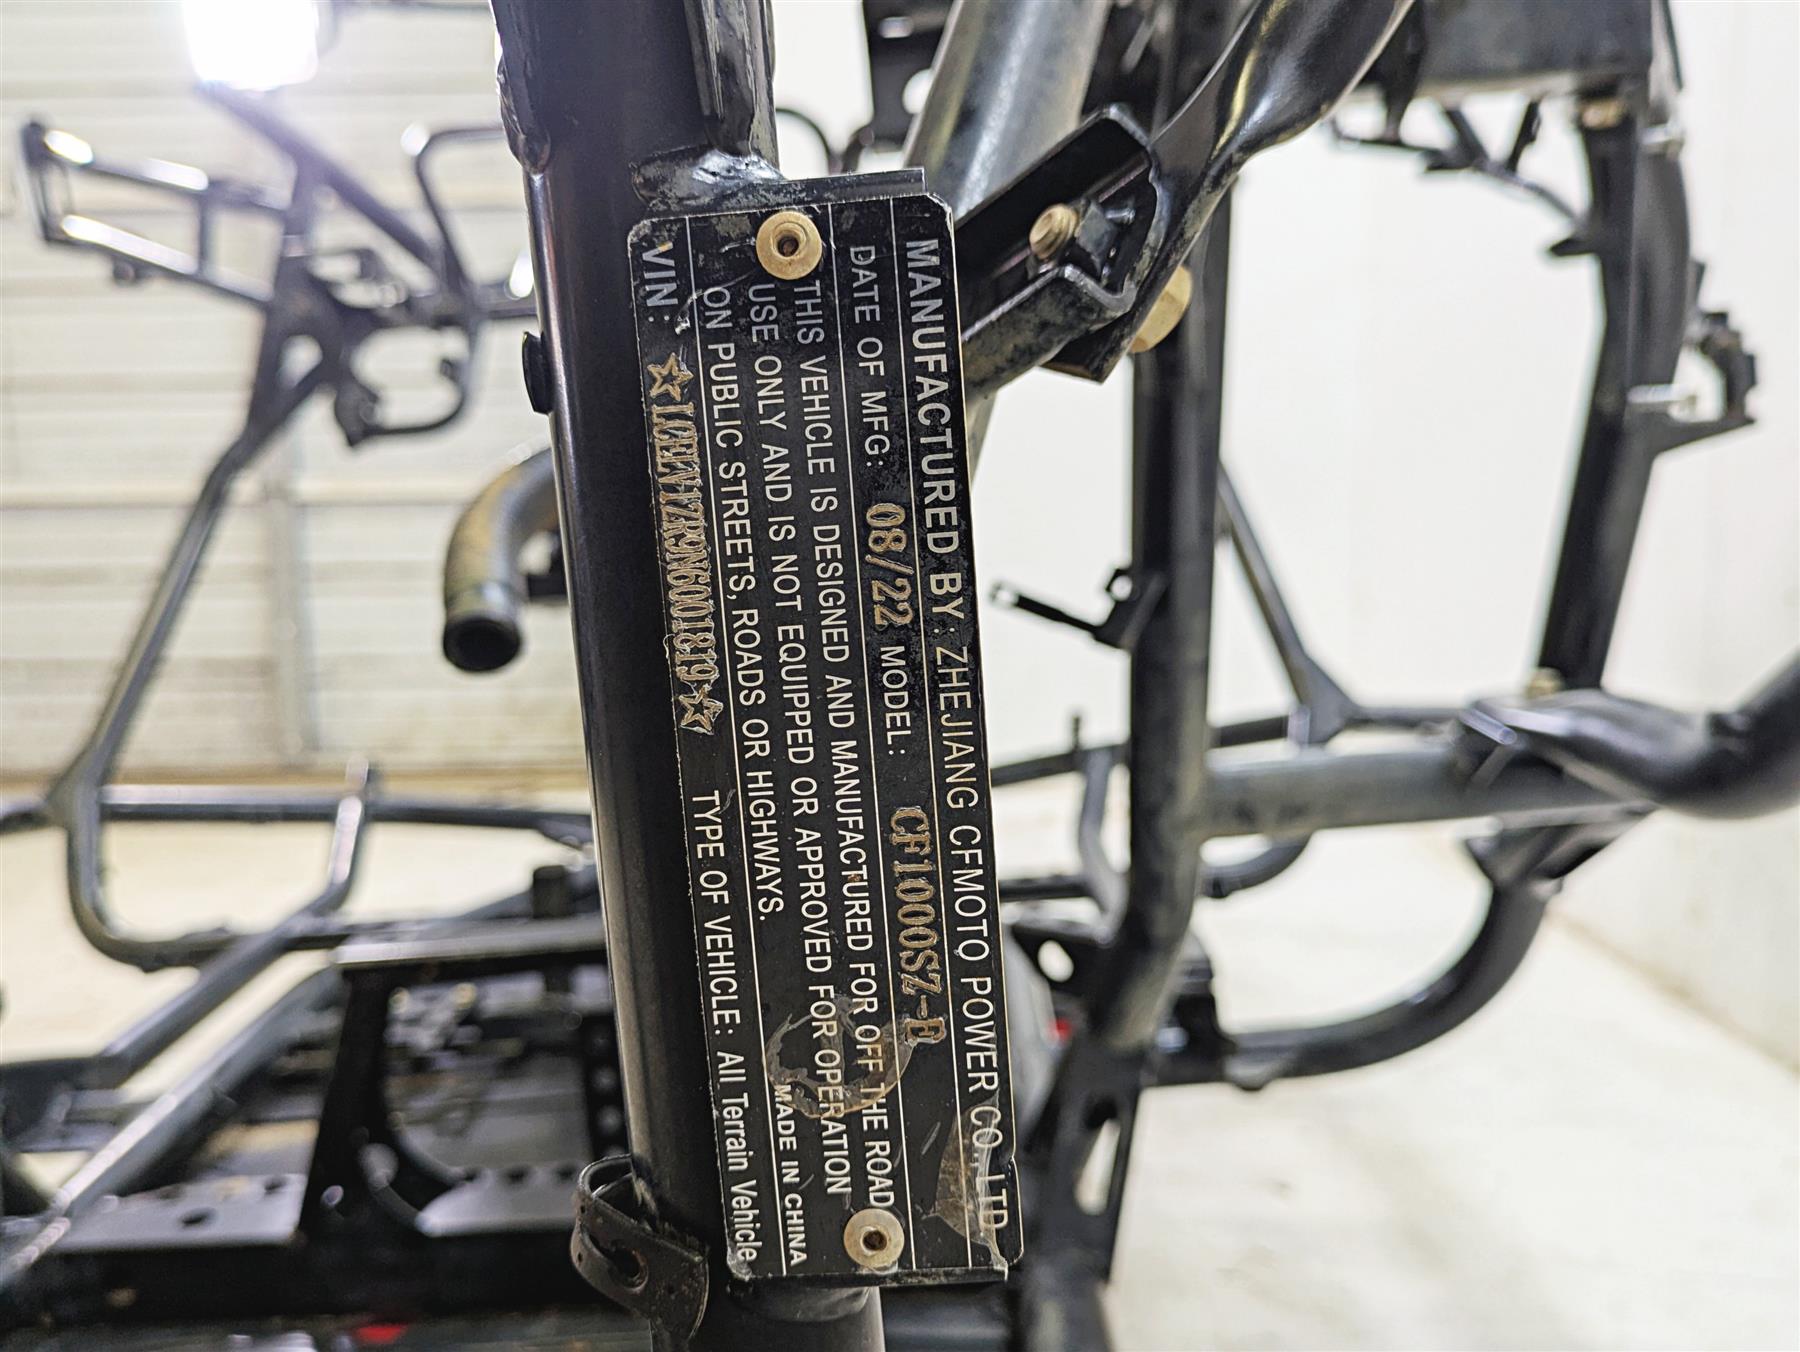 MANUFACTURED BY: ZHEJIANG CFMOTO POWER CO., LTD
DATE OF MFG: 08/22 MODEL: CF1000SZ-B
THIS VEHICLE IS DESIGNED AND MANUFACTURED FOR OFF THE ROAD
USE ONLY AND IS NOT EQUIPPED OR APPROVED FOR OPERATION
ON PUBLIC STREETS, ROADS OR HIGHWAYS. MADE IN CHINA
VIN: ☆LCELV1ZR9N6001819☆ TYPE OF VEHICLE: All Terrain Vehicle